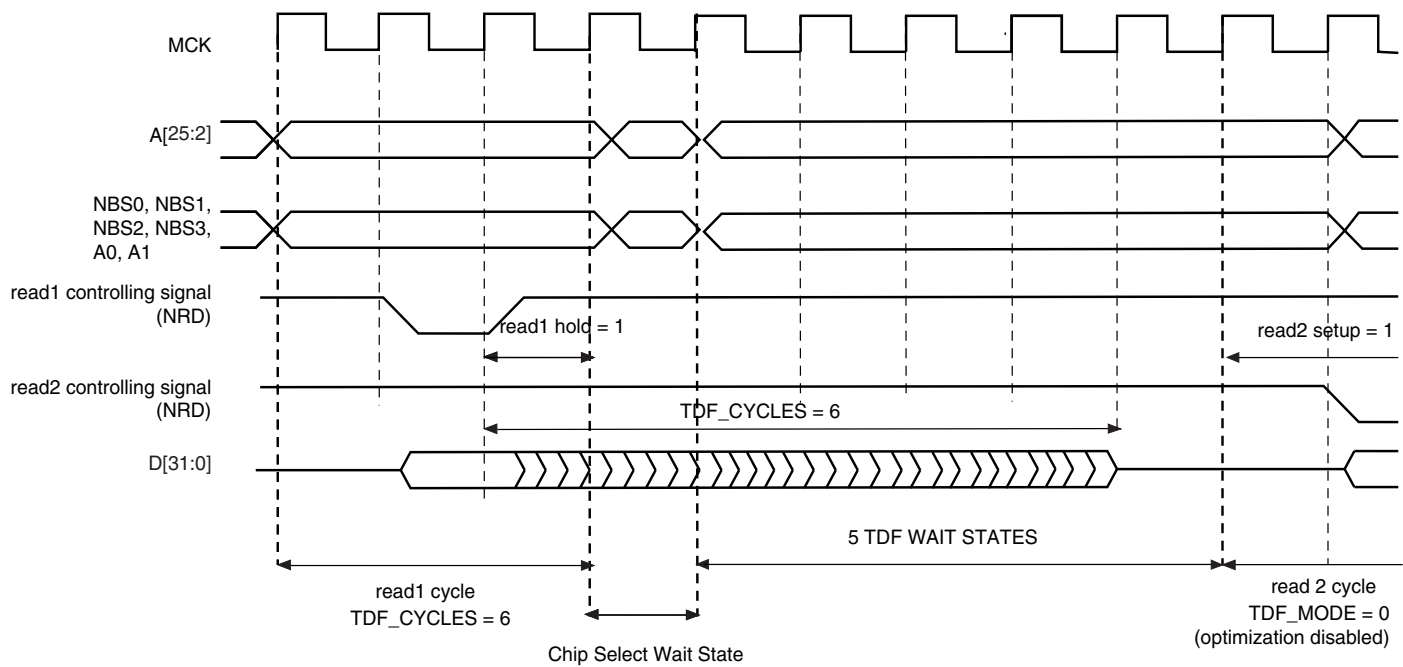 MCK
A[25:2]
NBS0, NBS1,
NBS2, NBS3,
A0, A1
read1 controlling signal
(NRD)
read1 hold = 1
read2 setup = 1
read2 controlling signal
(NRD)
TDF_CYCLES = 6
D[31:0]
5 TDF WAIT STATES
read1 cycle
TDF_CYCLES = 6
read 2 cycle
TDF_MODE = 0
(optimization disabled)
Chip Select Wait State